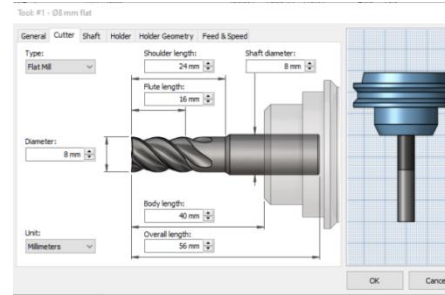 Tool: #1 - Ø8 mm flat
General Cutter Shaft Holder Holder Geometry Feed & Speed
Type: Shoulder length: Shaft diameter:
Flat Mill 24 mm 8 mm
Flute length:
16 mm
Diameter:
8 mm
Body length:
40 mm
Unit: Overall length:
Millimeters 56 mm
OK Cance